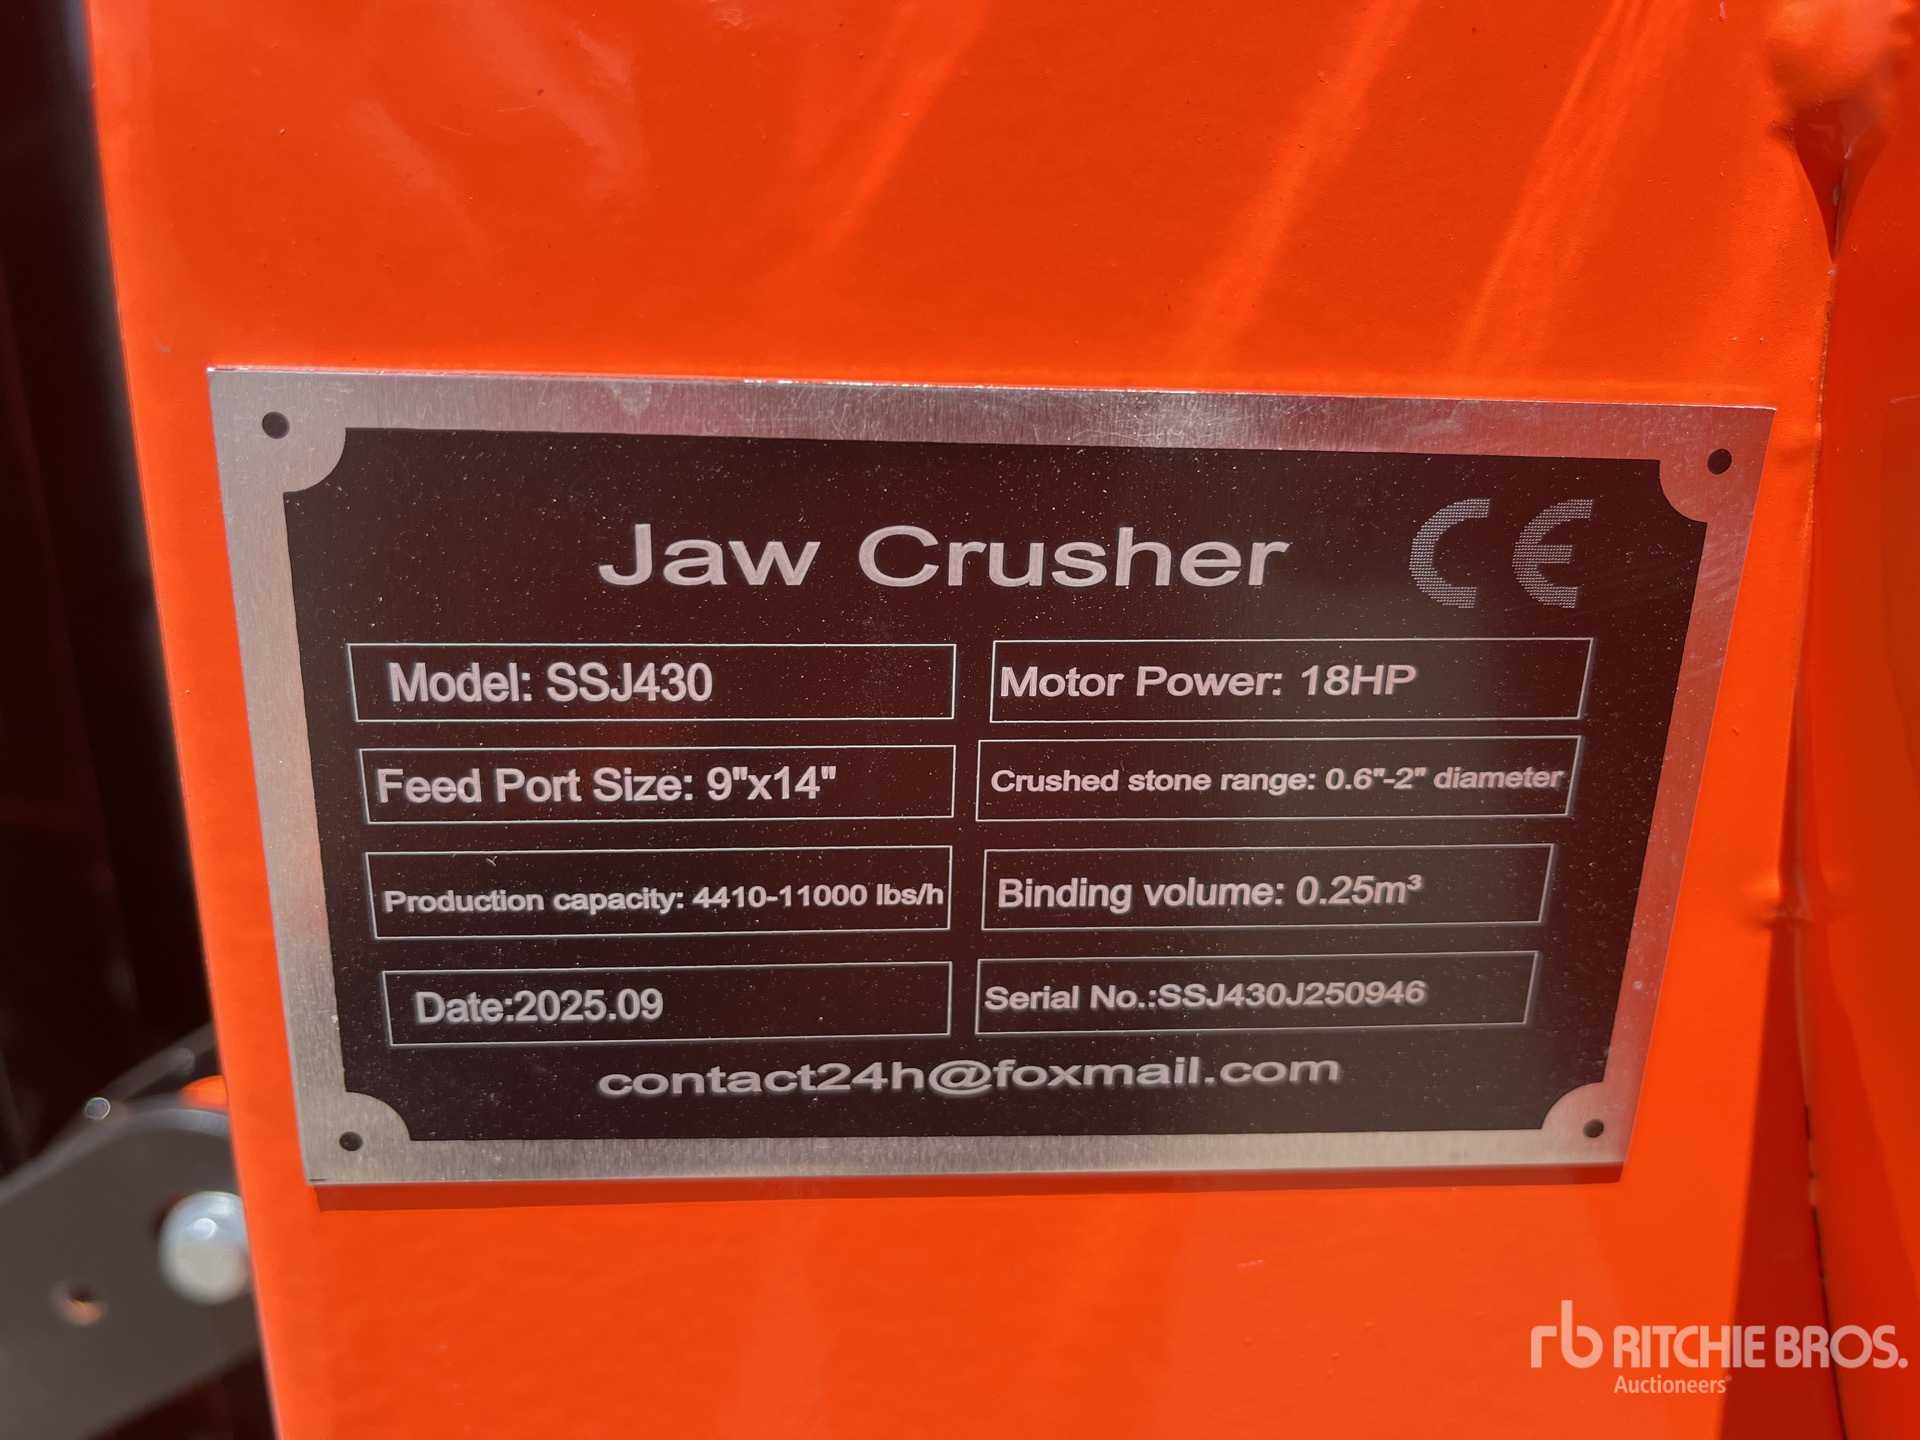 Jaw Crusher CE
Model: SSJ430
Motor Power: 18HP
Feed Port Size: 9"x14"
Crushed stone range: 0.6"-2" diameter
Production capacity: 4410-11000 lbs/h
Binding volume: 0.25m³
Date:2025.09
Serial No.:SSJ430J250946
contact24h@foxmail.com
rb RITCHIE BROS.
Auctioneers®